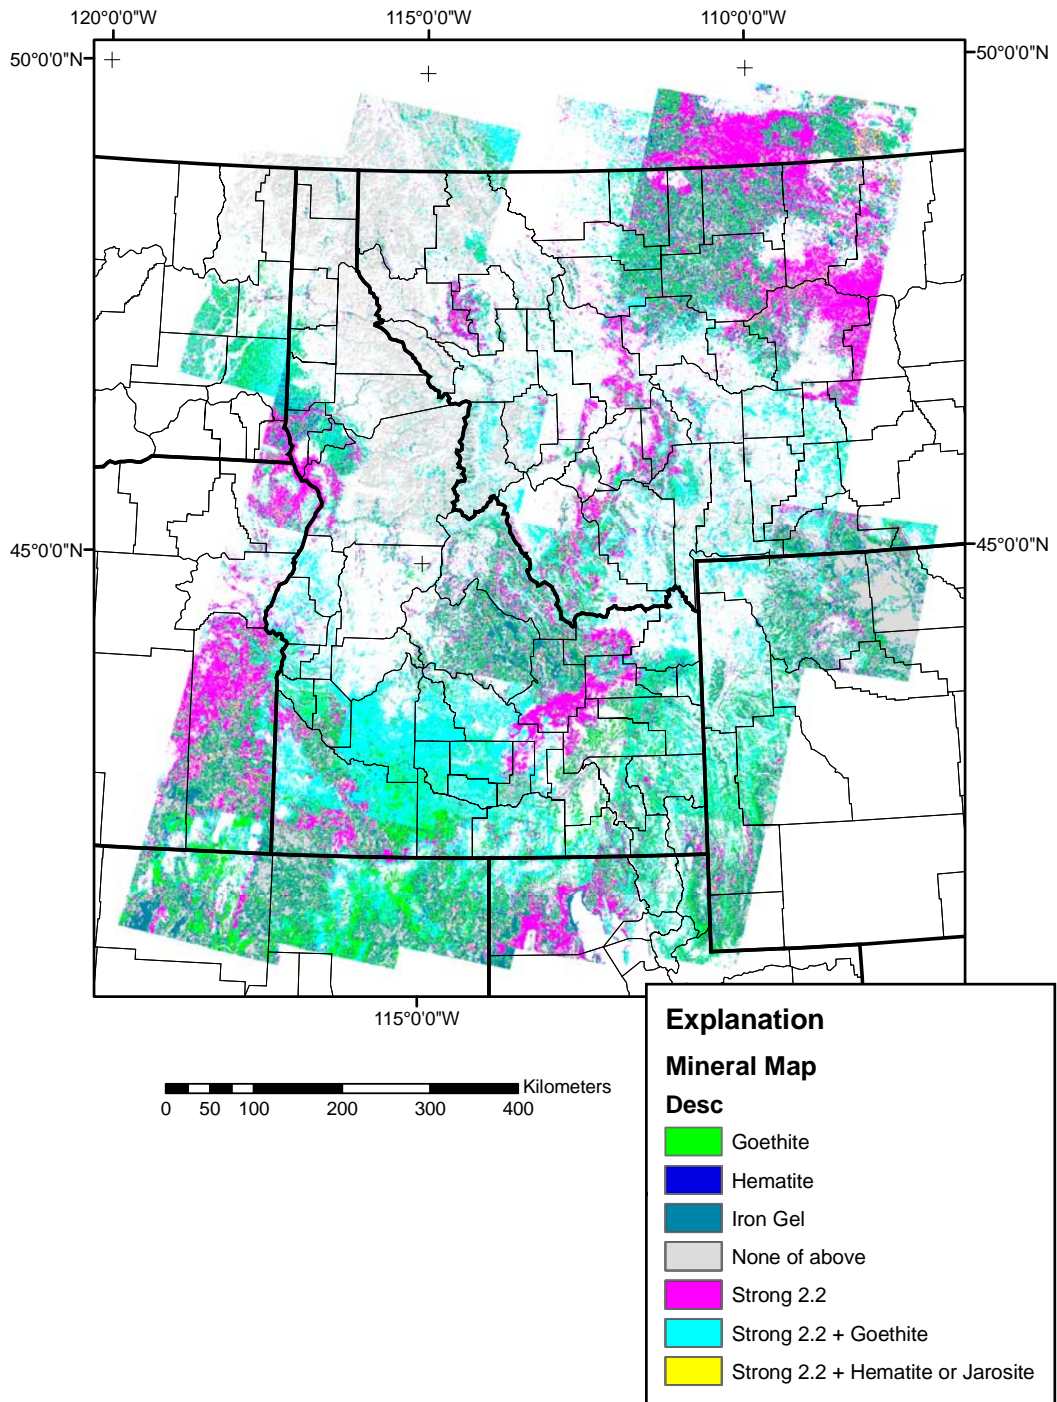 120°0'0"W 115°0'0"W 110°0'0"W
50°0'0"N 50°0'0"N
45°0'0"N 45°0'0"N
115°0'0"W
Kilometers
0 50 100 200 300 400
Explanation
Mineral Map
Desc
Goethite
Hematite
Iron Gel
None of above
Strong 2.2
Strong 2.2 + Goethite
Strong 2.2 + Hematite or Jarosite